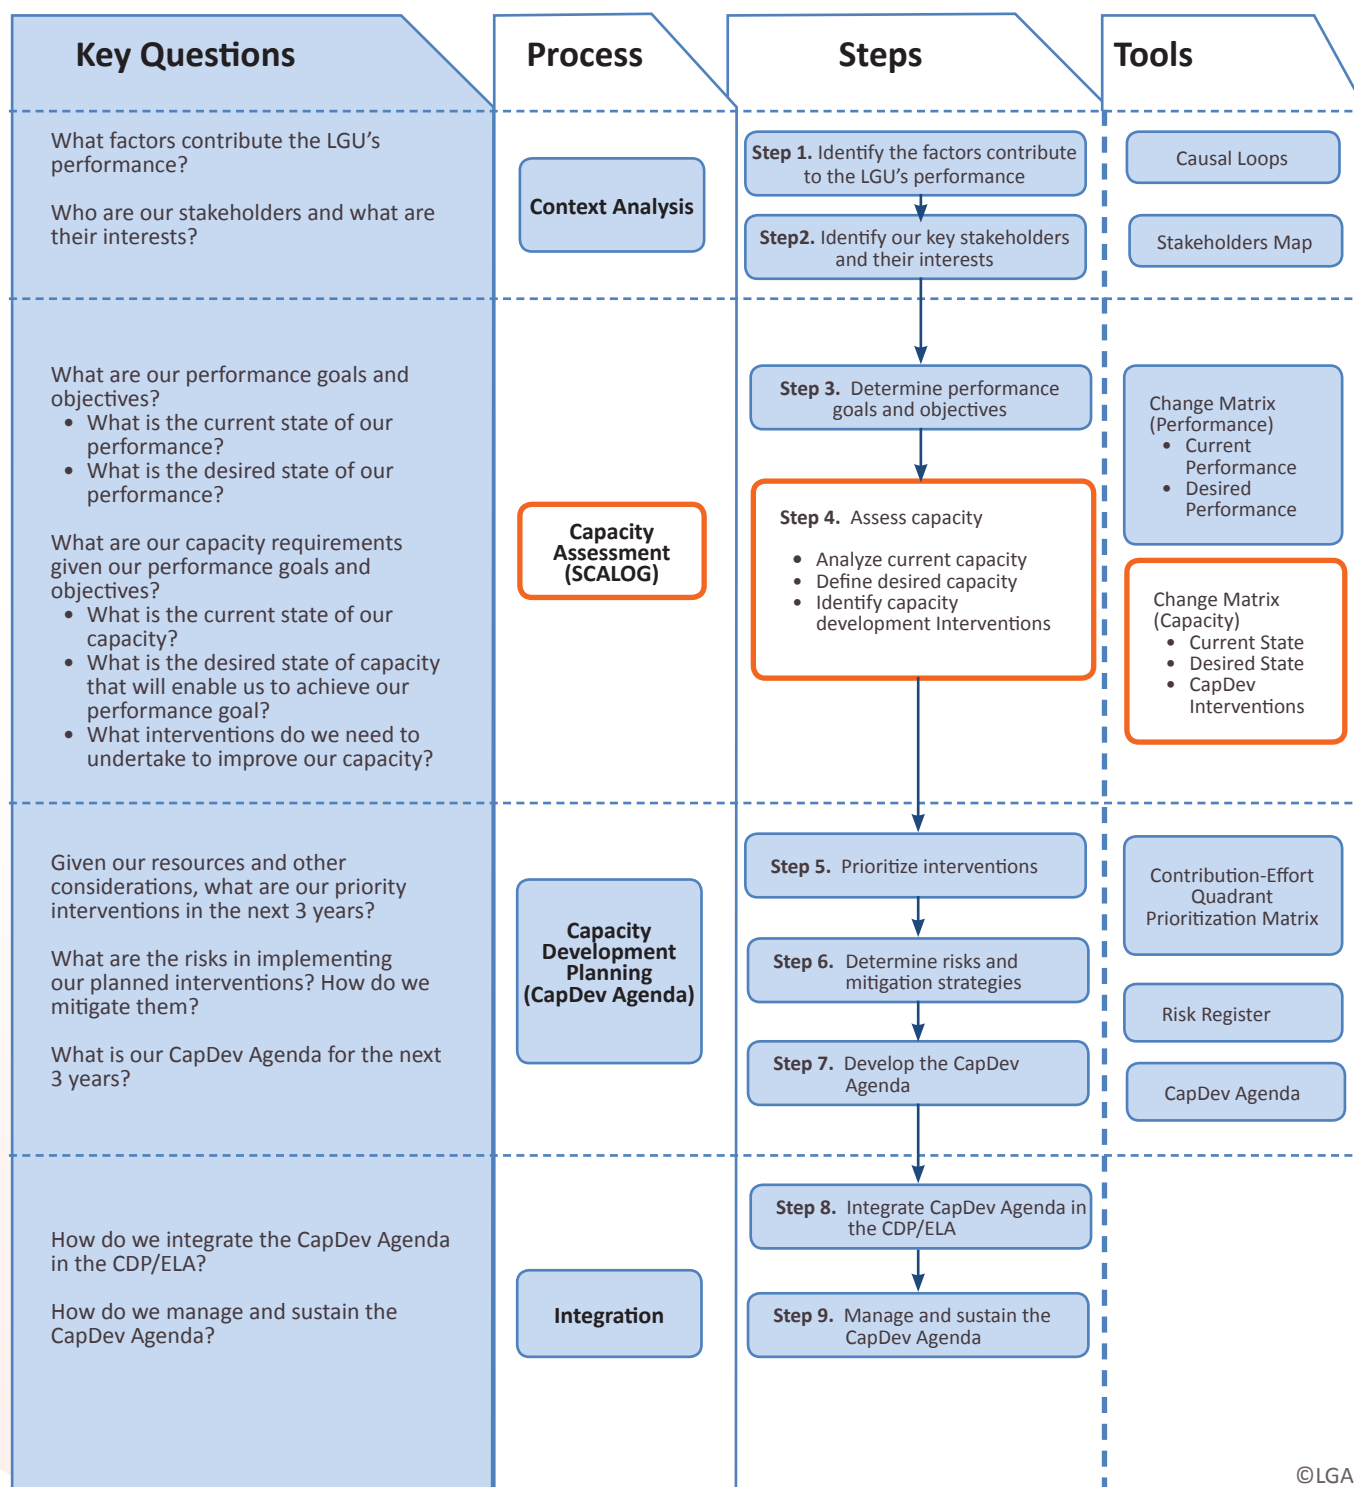 Key Questions
Process
Steps
Tools
What factors contribute the LGU's
performance?
Who are our stakeholders and what are
their interests?
Context Analysis
Step 1. Identify the factors contribute
to the LGU's performance
Step2. Identify our key stakeholders
and their interests
Causal Loops
Stakeholders Map
What are our performance goals and
objectives?
• What is the current state of our
performance?
• What is the desired state of our
performance?
What are our capacity requirements
given our performance goals and
objectives?
• What is the current state of our
capacity?
• What is the desired state of capacity
that will enable us to achieve our
performance goal?
• What interventions do we need to
undertake to improve our capacity?
Capacity
Assessment
(SCALOG)
Step 3. Determine performance
goals and objectives
Step 4. Assess capacity
• Analyze current capacity
• Define desired capacity
• Identify capacity
development Interventions
Change Matrix
(Performance)
• Current
Performance
• Desired
Performance
Change Matrix
(Capacity)
• Current State
• Desired State
• CapDev
Interventions
Given our resources and other
considerations, what are our priority
interventions in the next 3 years?
What are the risks in implementing
our planned interventions? How do we
mitigate them?
What is our CapDev Agenda for the next
3 years?
Capacity
Development
Planning
(CapDev Agenda)
Step 5. Prioritize interventions
Step 6. Determine risks and
mitigation strategies
Step 7. Develop the CapDev
Agenda
Contribution-Effort
Quadrant
Prioritization Matrix
Risk Register
CapDev Agenda
How do we integrate the CapDev Agenda
in the CDP/ELA?
How do we manage and sustain the
CapDev Agenda?
Integration
Step 8. Integrate CapDev Agenda in
the CDP/ELA
Step 9. Manage and sustain the
CapDev Agenda
©LGA